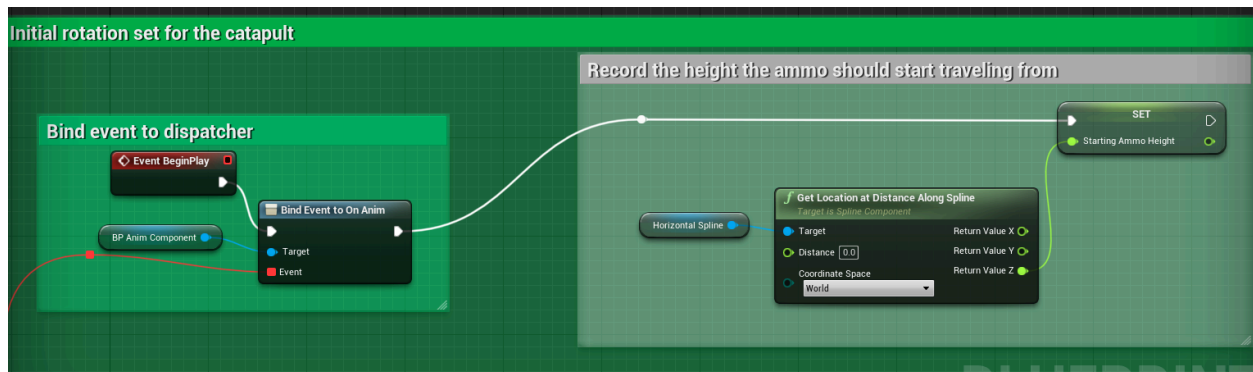 Initial rotation set for the catapult
Record the height the ammo should start traveling from
Bind event to dispatcher
SET
Starting Ammo Height
Event BeginPlay
Bind Event to On Anim
BP Anim Component
Target
Event
Get Location at Distance Along Spline
Target is Spline Component
Horizontal Spline
Target
Return Value X
Distance 0.0
Return Value Y
Coordinate Space
Return Value Z
World